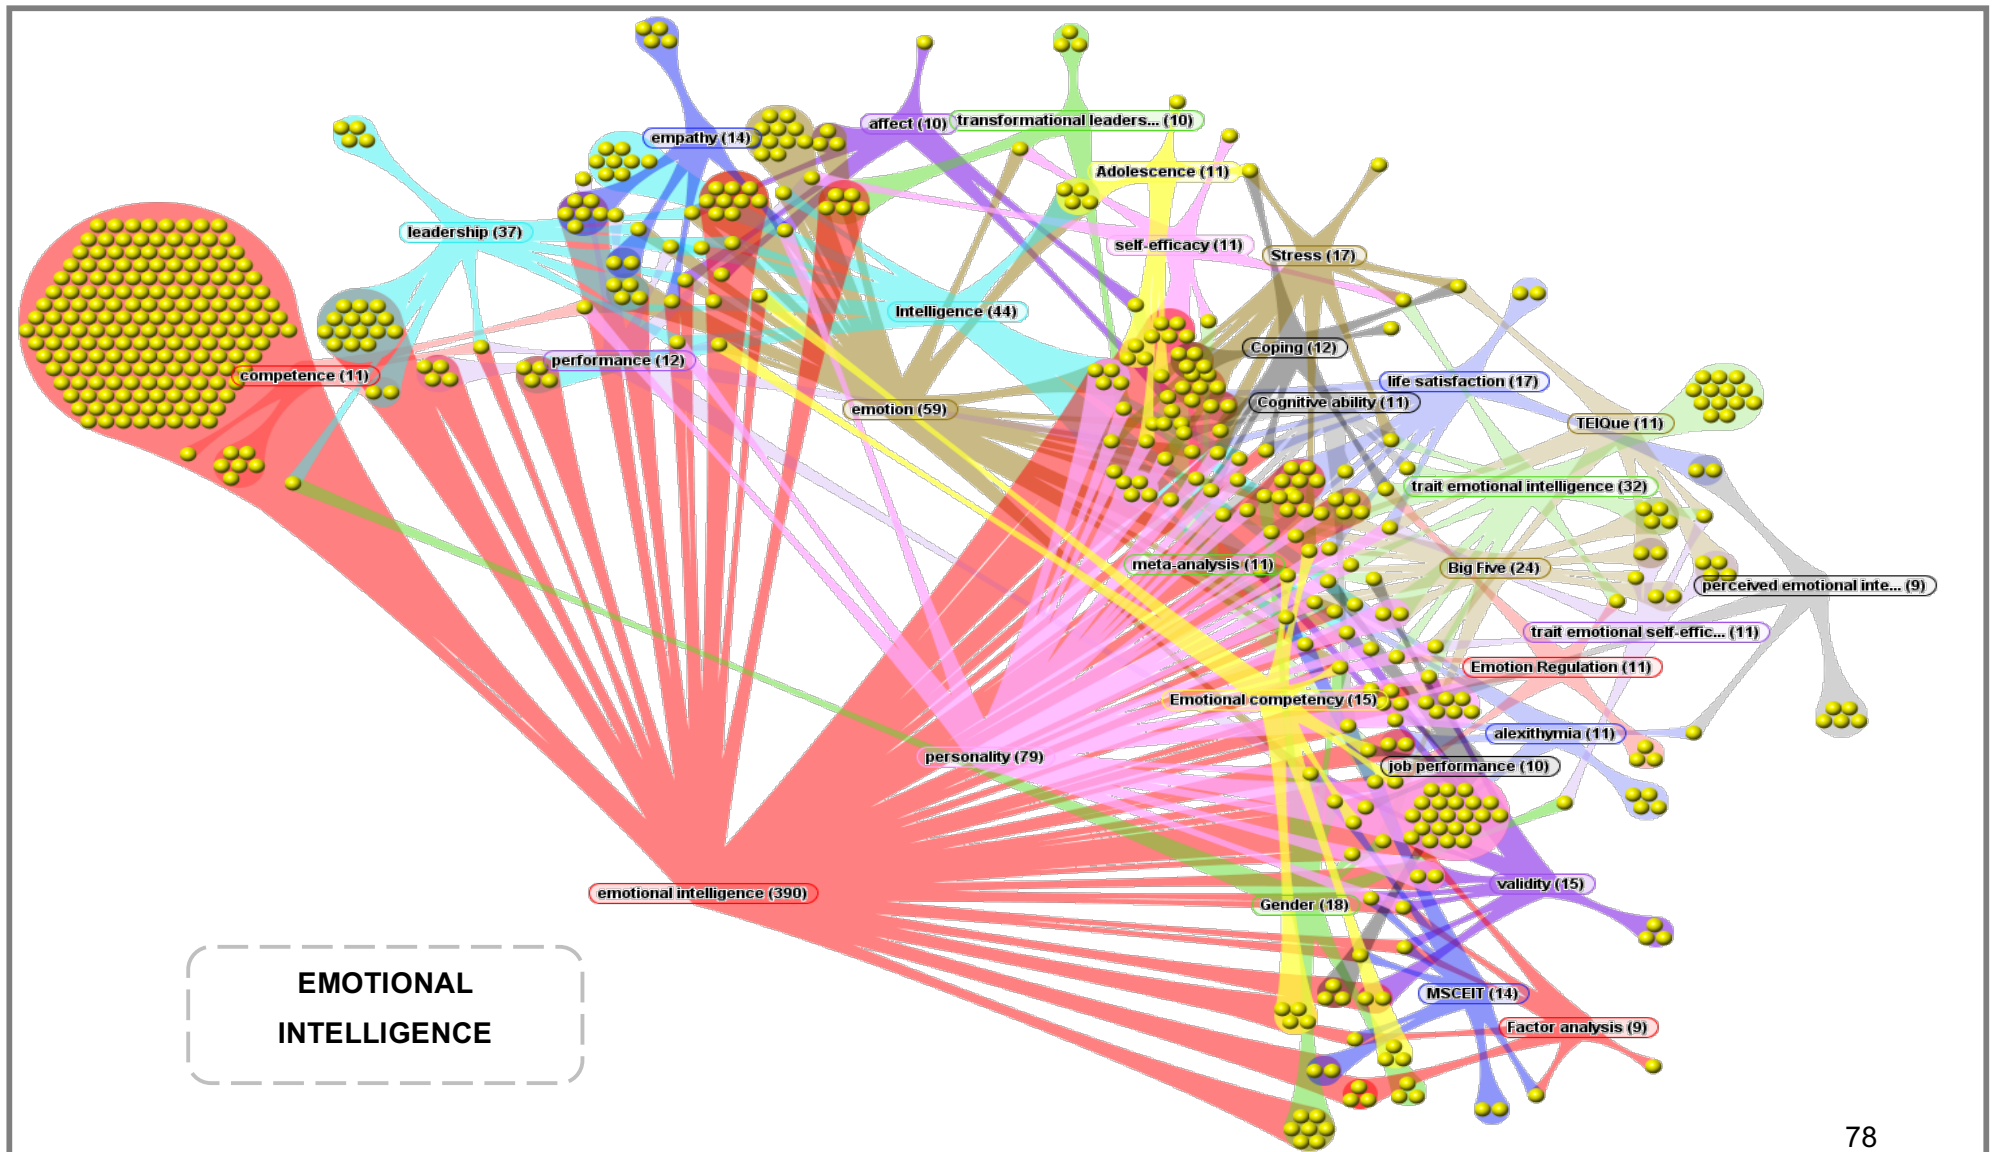 empathy (14)
affect (10)
transformational leaders... (10)
Adolescence (11)
leadership (37)
self-efficacy (11)
Stress (17)
Intelligence (44)
Coping (12)
performance (12)
competence (11)
life satisfaction (17)
Cognitive ability (11)
emotion (59)
TEIQue (11)
trait emotional intelligence (32)
meta-analysis (11)
Big Five (24)
perceived emotional inte... (9)
trait emotional self-effic... (11)
Emotion Regulation (11)
Emotional competency (15)
alexithymia (11)
personality (79)
job performance (10)
validity (15)
emotional intelligence (390)
Gender (18)
MSCEIT (14)
Factor analysis (9)
EMOTIONAL
INTELLIGENCE
78